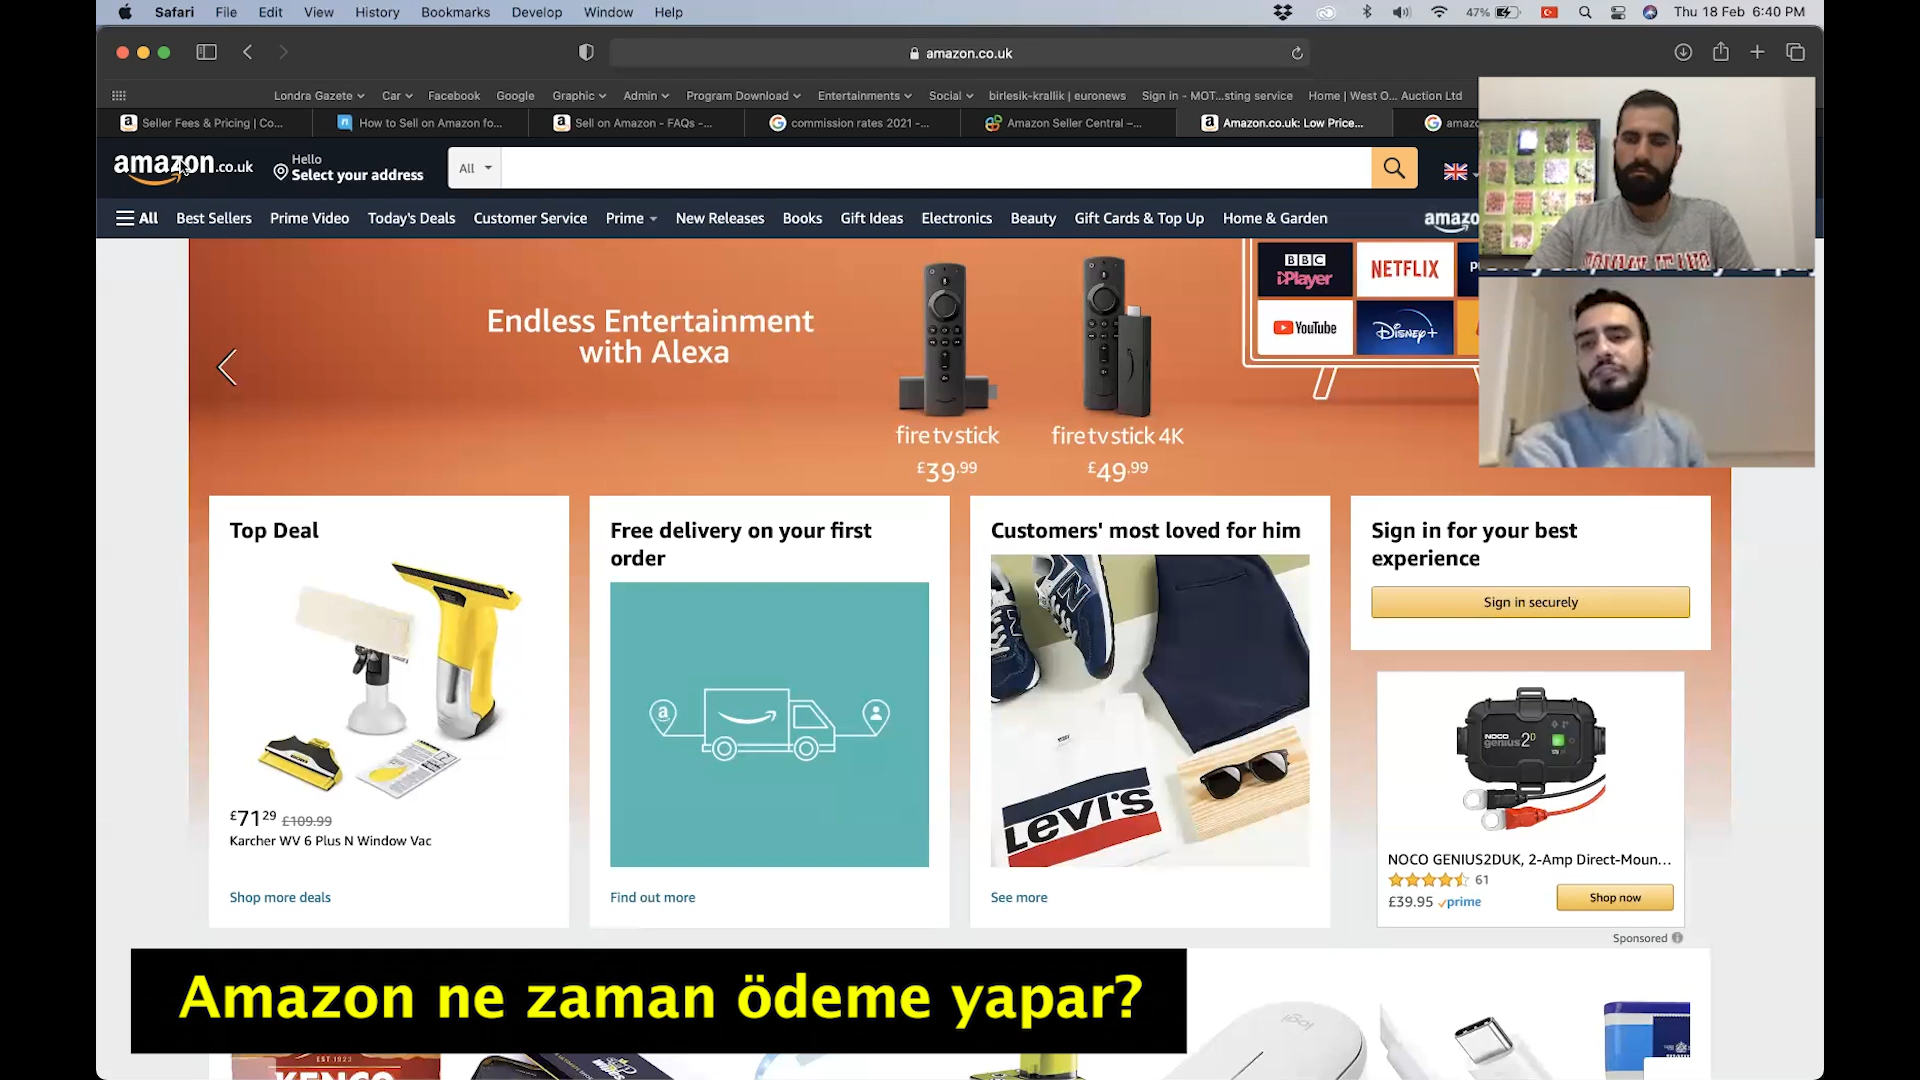 Safari File Edit View History Bookmarks Develop Window Help 47% Thu 18 Feb 6:40 PM
amazon.co.uk
Londra Gazete Car Facebook Google Graphic Admin Program Download Entertainments Social birlesik-krallik | euronews Sign in - MOT...sting service Home | West O... Auction Ltd
Seller Fees & Pricing | Co... How to Sell on Amazon fo... Sell on Amazon - FAQs -... commission rates 2021 -... Amazon Seller Central –... Amazon.co.uk: Low Price...
amazon.co.uk
Hello
Select your address
All
All Best Sellers Prime Video Today's Deals Customer Service Prime New Releases Books Gift Ideas Electronics Beauty Gift Cards & Top Up Home & Garden
Endless Entertainment
with Alexa
fire tv stick
£39.99
fire tv stick 4K
£49.99
BBC
iPlayer
NETFLIX
YouTube
Disney+
Top Deal
£71 29 £109.99
Karcher WV 6 Plus N Window Vac
Shop more deals
Free delivery on your first
order
Find out more
Customers' most loved for him
LEVI'S
See more
Sign in for your best
experience
Sign in securely
NOCO
genius2D
NOCO GENIUS2DUK, 2-Amp Direct-Moun...
61
£39.95 prime
Shop now
Sponsored
Amazon ne zaman ödeme yapar?
logi
EST 1923
KENCO